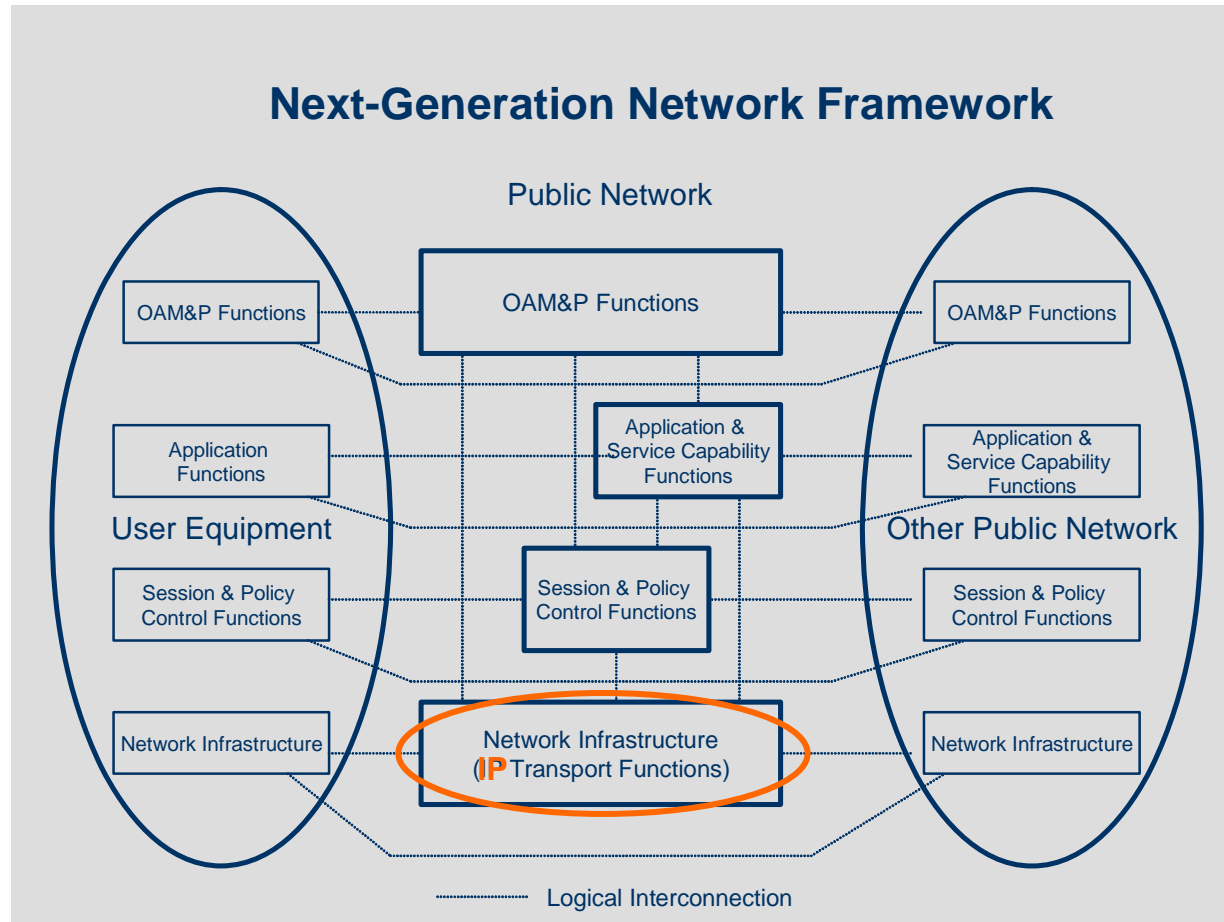 Next-Generation Network Framework
Public Network
OAM&P Functions
OAM&P Functions
OAM&P Functions
Application
Functions
Application &
Service Capability
Functions
Application &
Service Capability
Functions
User Equipment
Other Public Network
Session & Policy
Control Functions
Session & Policy
Control Functions
Session & Policy
Control Functions
Network Infrastructure
Network Infrastructure
(IP Transport Functions)
Network Infrastructure
Logical Interconnection